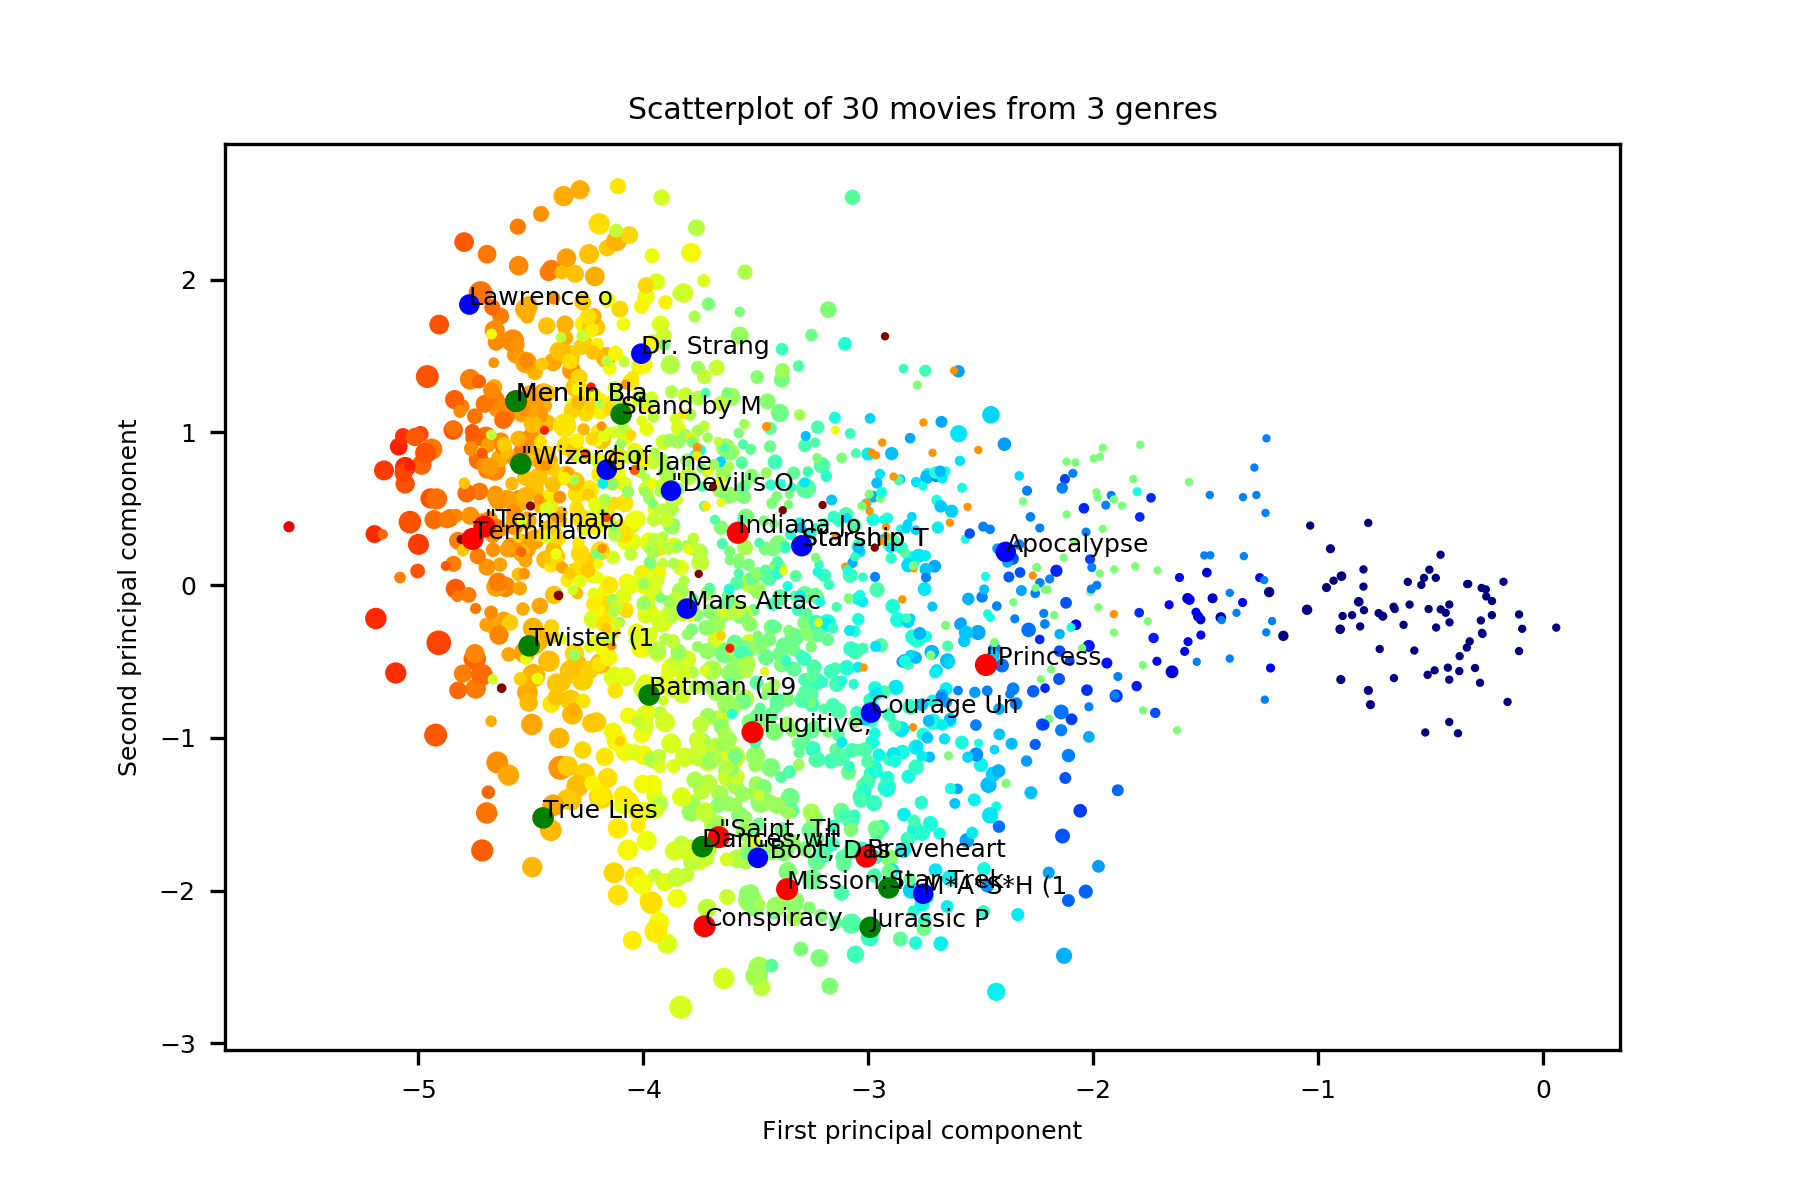 Scatterplot of 30 movies from 3 genres
Second principal component
2
1
0
−1
−2
−3
Lawrence o
Dr. Strang
Men in Bla
Stand by M
"Wizard of
G.I. Jane
"Devil's O
"Terminato
Terminator
Indiana Jo
Starship T
Apocalypse
Mars Attac
Twister (1
"Princess
Batman (19
Courage Un
"Fugitive,
True Lies
"Saint, Th
Dances wit
"Boot, Das
Braveheart
Mission:
Star Trek:
M*A*S*H (1
Conspiracy
Jurassic P
−5
−4
−3
−2
−1
0
First principal component